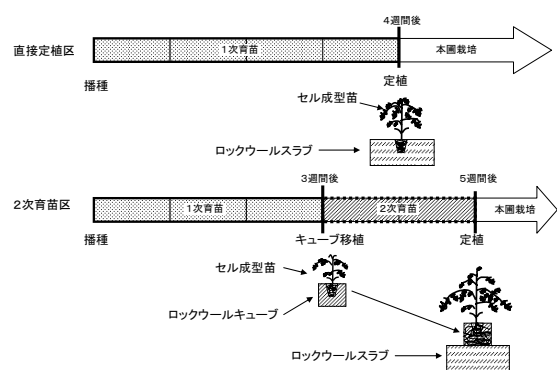 4週間後
直接定植区
1次育苗
本圃栽培
播種
定植
セル成型苗
ロックウールスラブ
3週間後
5週間後
2次育苗区
1次育苗
2次育苗
本圃栽培
播種
キューブ移植
定植
セル成型苗
ロックウールキューブ
ロックウールスラブ